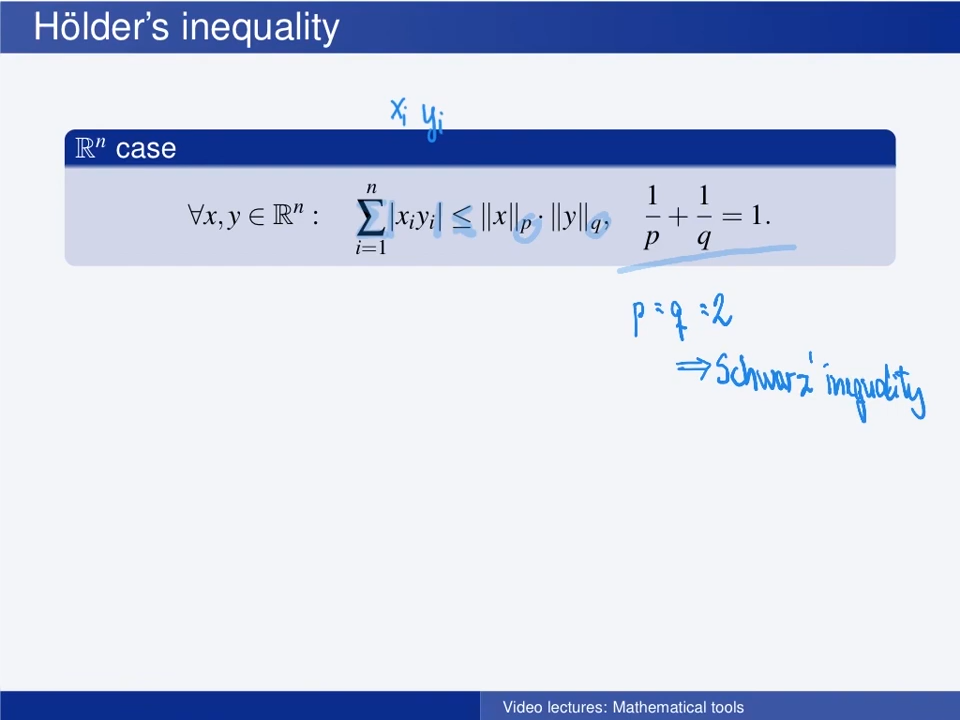 Hölder's inequality
xᵢ yᵢ
ℝⁿ case
∀x, y ∈ ℝⁿ : ∑ᵢ₌₁ⁿ |xᵢyᵢ| ≤ ‖x‖_p · ‖y‖_q, 1/p + 1/q = 1.
p = q = 2
⇒ Schwarz' inequality
Video lectures: Mathematical tools